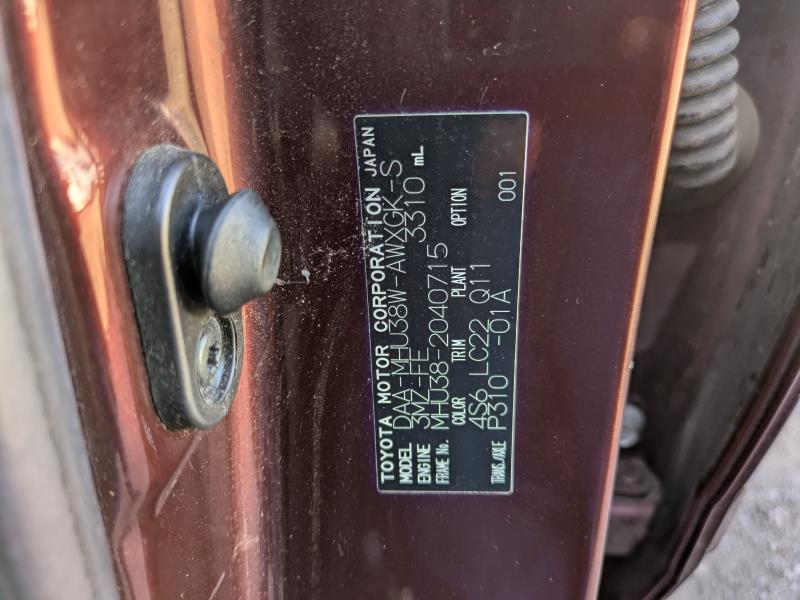 TOYOTA MOTOR CORPORATION JAPAN
MODEL DAA-MHU38W-AWXGK-S
ENGINE 3MZ-FE 3310 mL
FRAME No. MHU38-2040715
COLOR TRIM PLANT OPTION
4S6 LC22 Q11 001
TRANS./AXLE P310 -01A